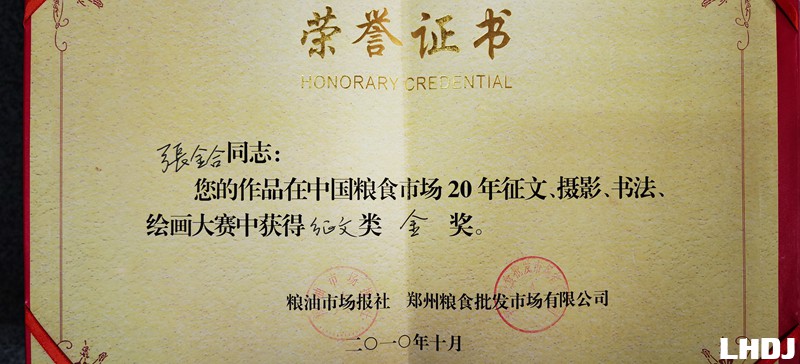 荣誉证书
HONORARY CREDENTIAL
張全合同志：
您的作品在中国粮食市场20年征文、摄影、书法、
绘画大赛中获得征文类 金 奖。
粮油市场报社 郑州粮食批发市场有限公司
二〇一〇年十月
LHDJ